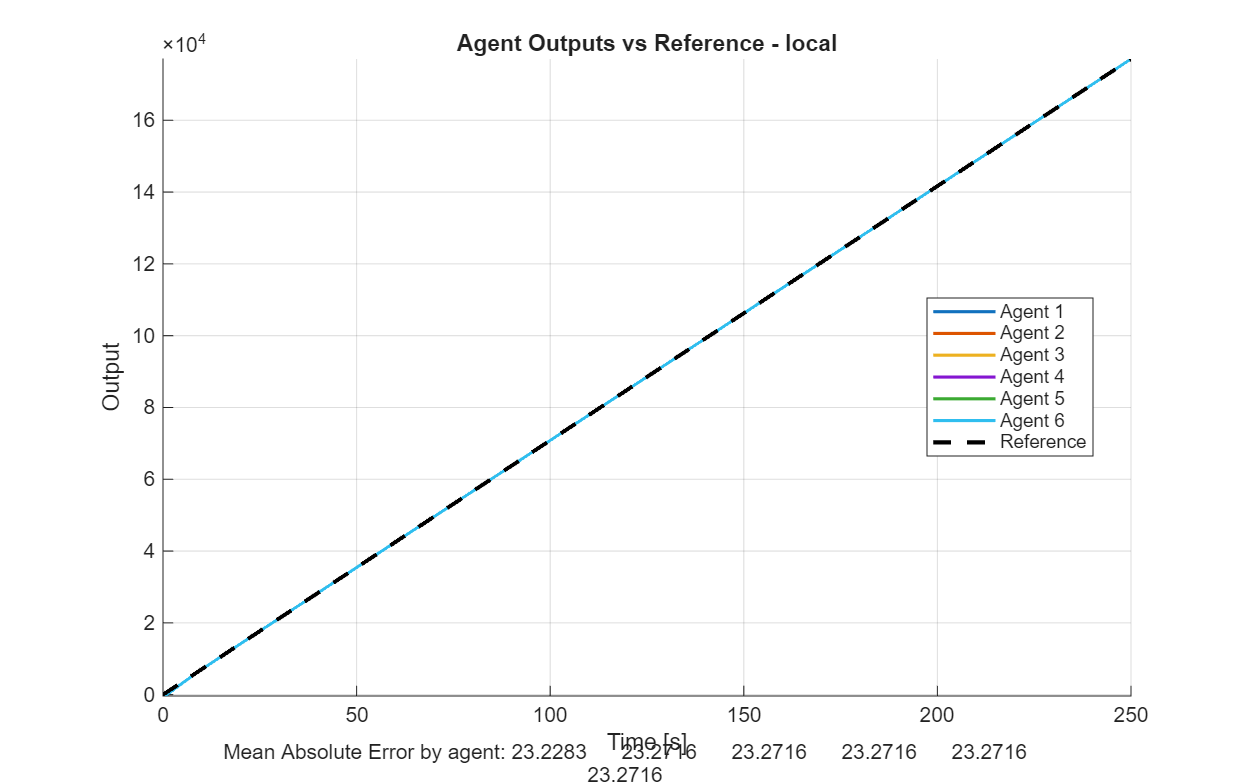 ×10⁴
Agent Outputs vs Reference - local
16
14
12
10
8
6
4
2
0
Output
Agent 1
Agent 2
Agent 3
Agent 4
Agent 5
Agent 6
Reference
0 50 100 150 200 250
Time [s]
Mean Absolute Error by agent: 23.2283 23.2716 23.2716 23.2716 23.2716
23.2716